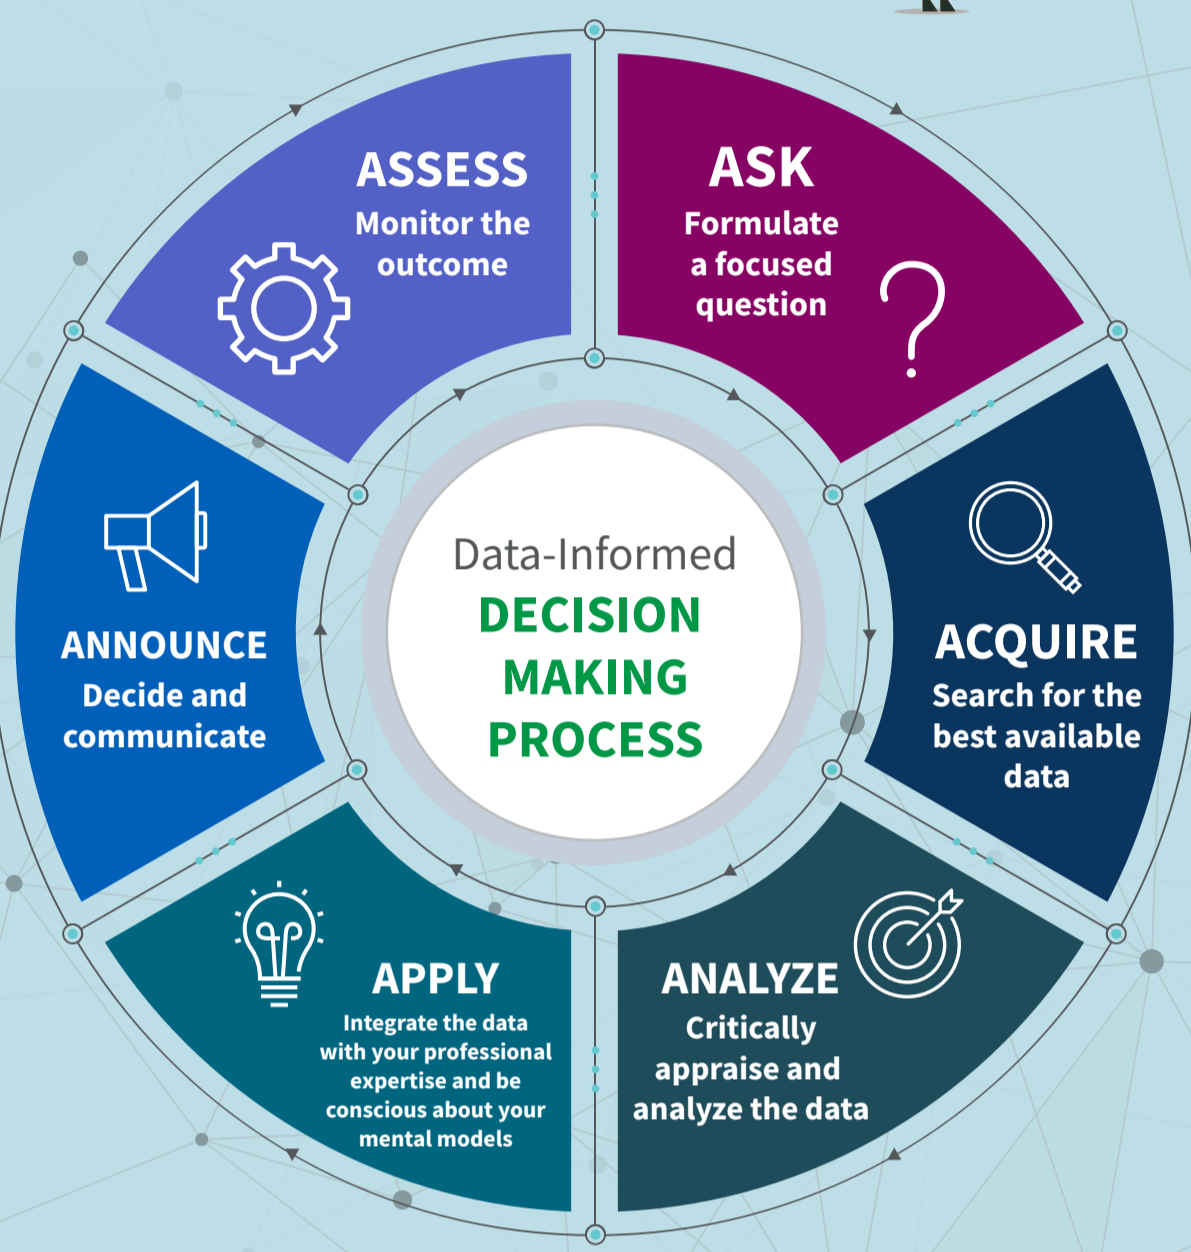 Data-Informed
DECISION
MAKING
PROCESS
ASK
Formulate
a focused
question
ACQUIRE
Search for the
best available
data
ANALYZE
Critically
appraise and
analyze the data
APPLY
Integrate the data
with your professional
expertise and be
conscious about your
mental models
ANNOUNCE
Decide and
communicate
ASSESS
Monitor the
outcome